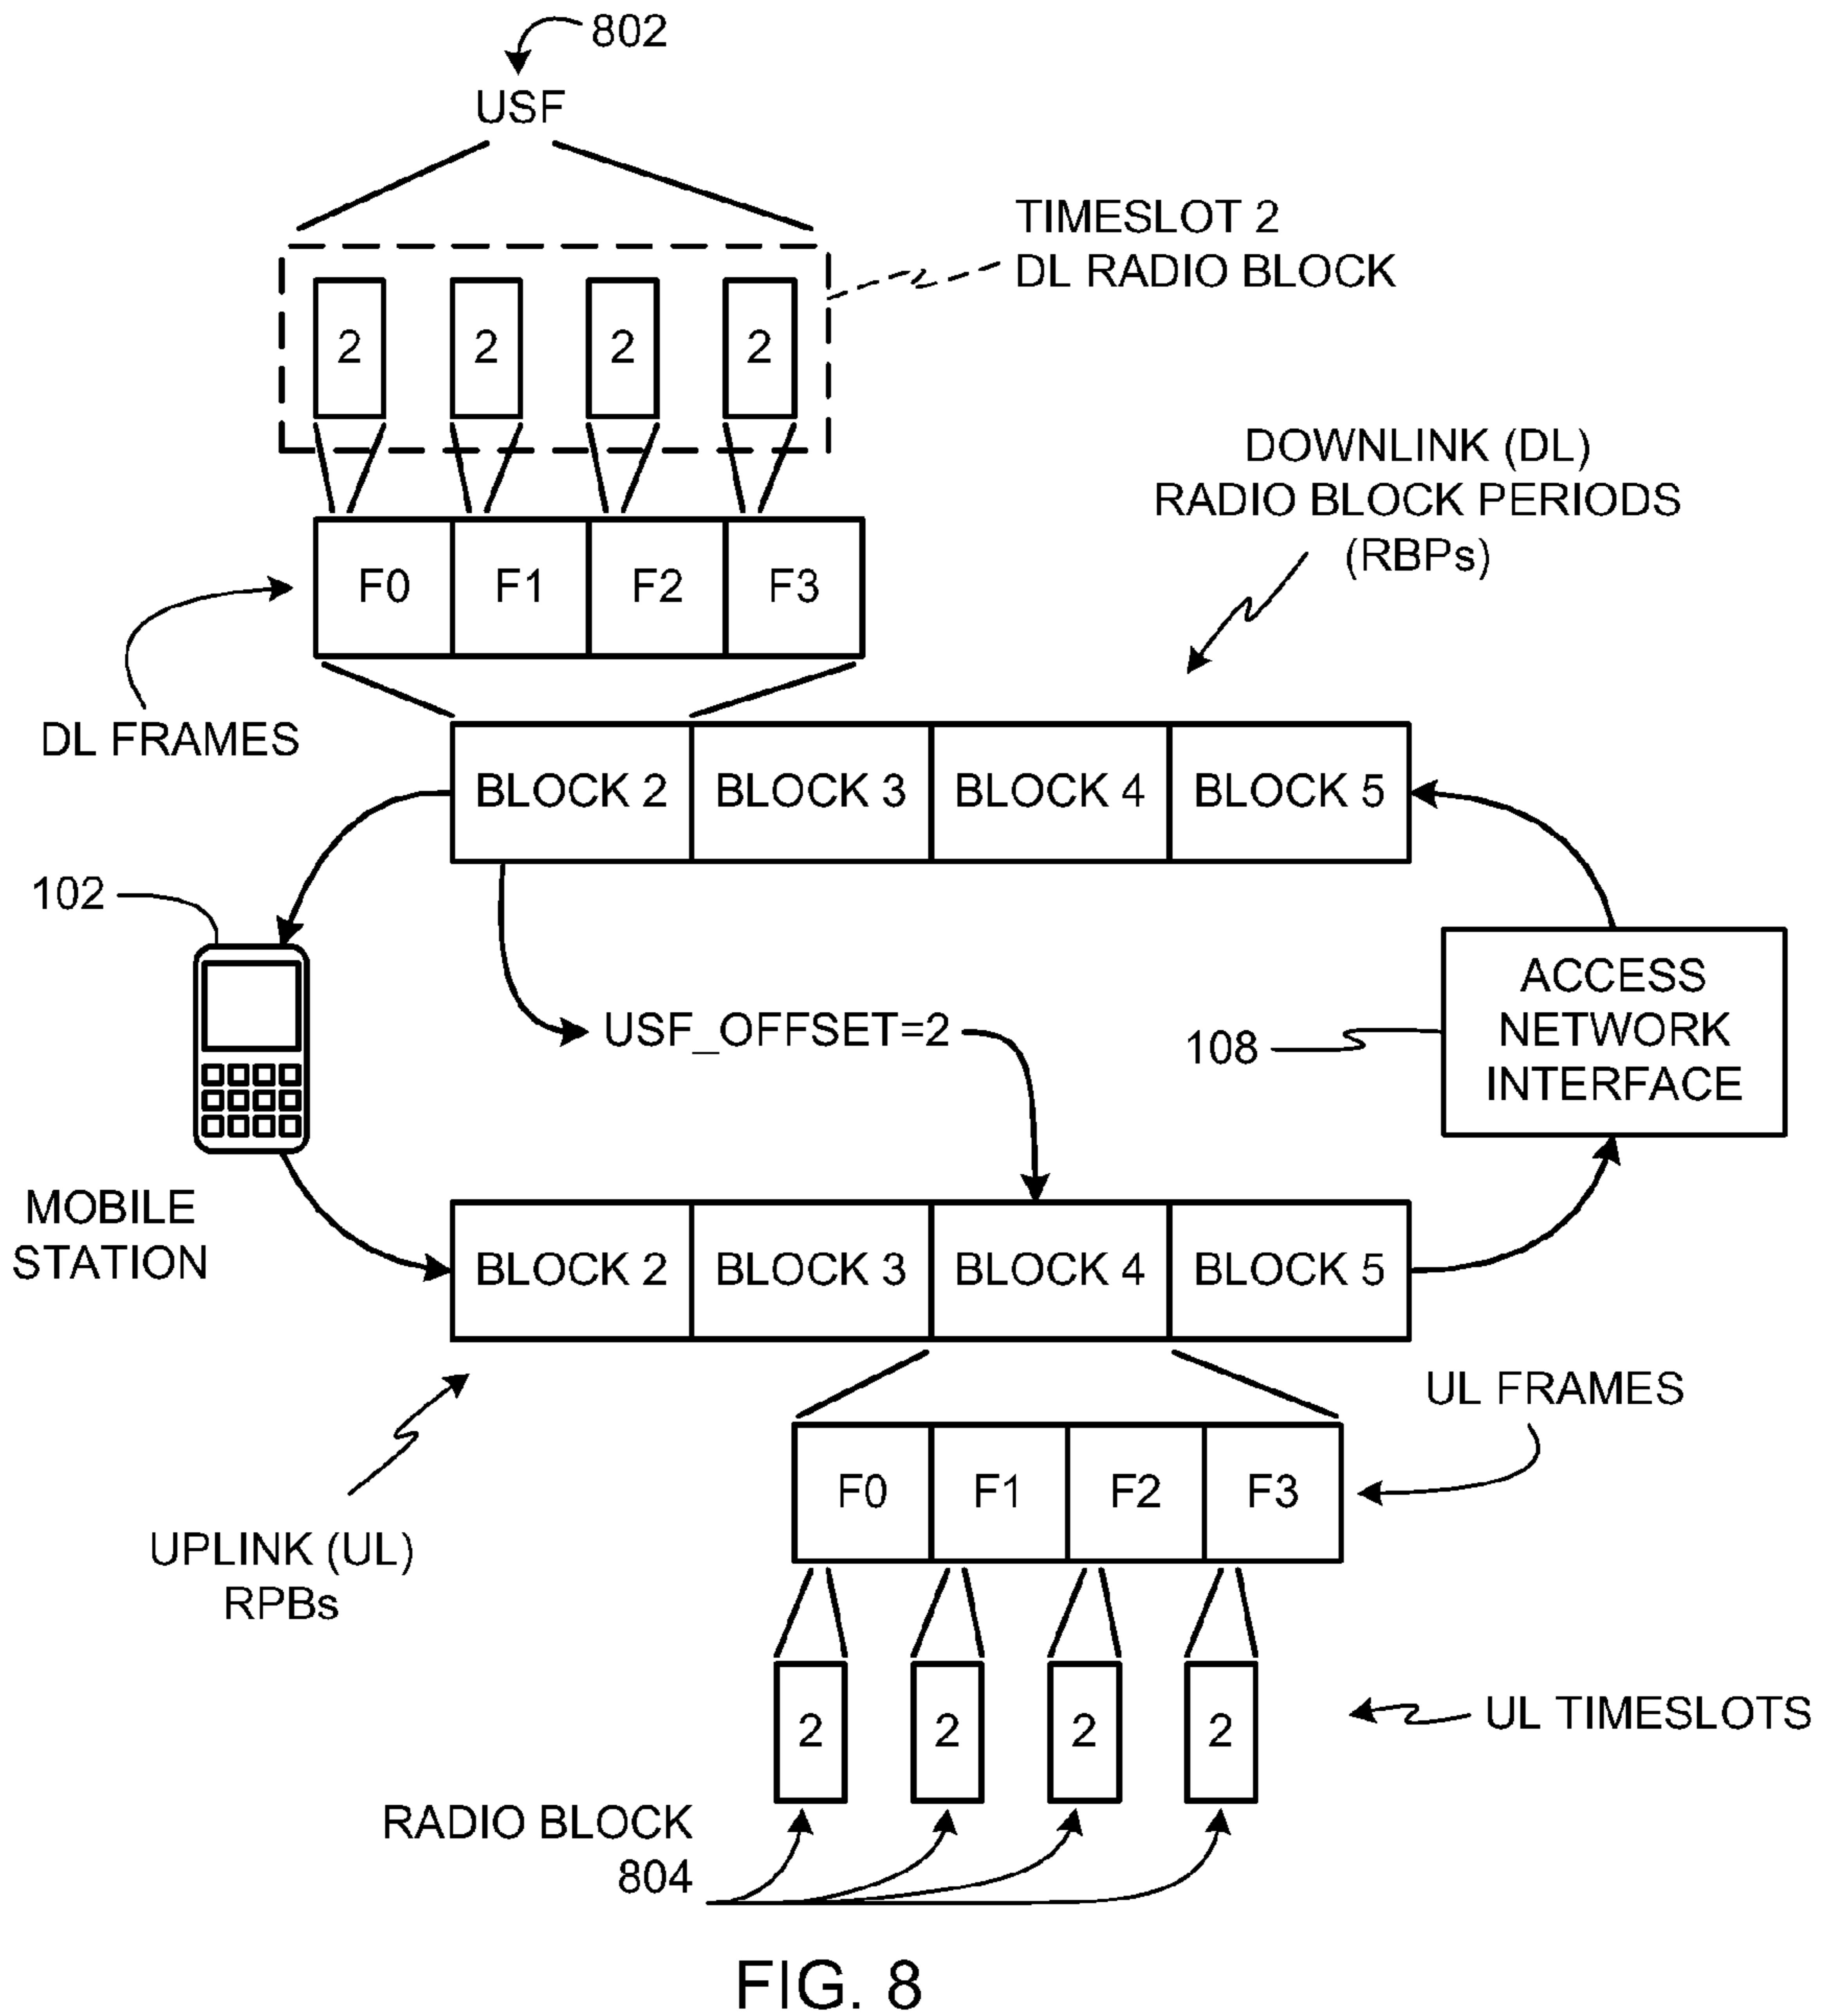 802
USF
TIMESLOT 2
DL RADIO BLOCK
2 2 2 2
DOWNLINK (DL)
RADIO BLOCK PERIODS
(RBPs)
F0 F1 F2 F3
DL FRAMES
BLOCK 2 BLOCK 3 BLOCK 4 BLOCK 5
102
ACCESS
NETWORK
INTERFACE
USF_OFFSET=2
108
MOBILE
STATION
BLOCK 2 BLOCK 3 BLOCK 4 BLOCK 5
UL FRAMES
F0 F1 F2 F3
UPLINK (UL)
RPBs
2 2 2 2
UL TIMESLOTS
RADIO BLOCK
804
FIG. 8